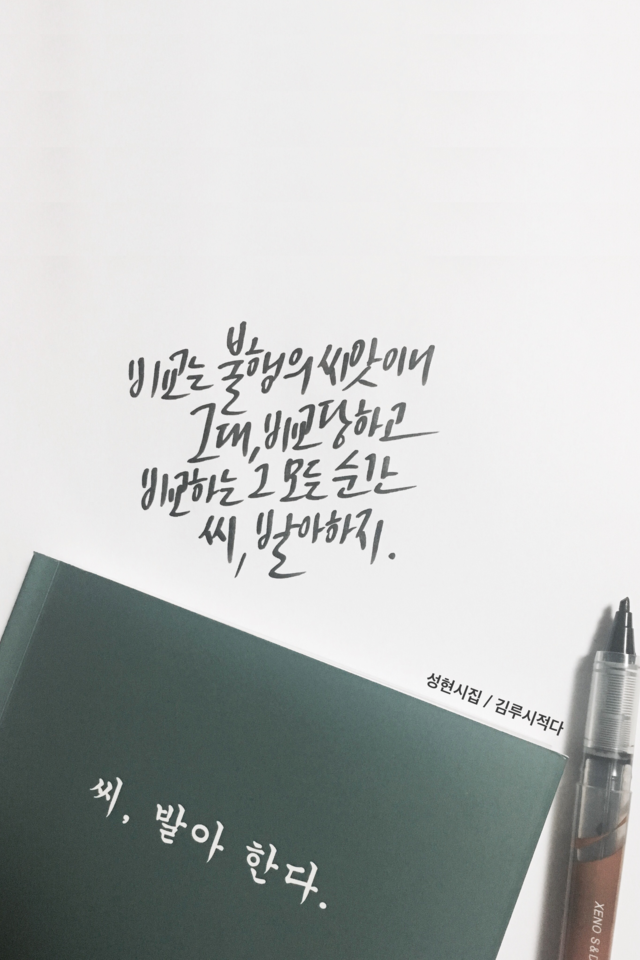 비교는 불행의 씨앗이니
그대, 비교당하고
비교하는 그 모든 순간
씨, 발아하지.
성현시집 / 김루시적다
씨, 발아 한다.
XENO S & D